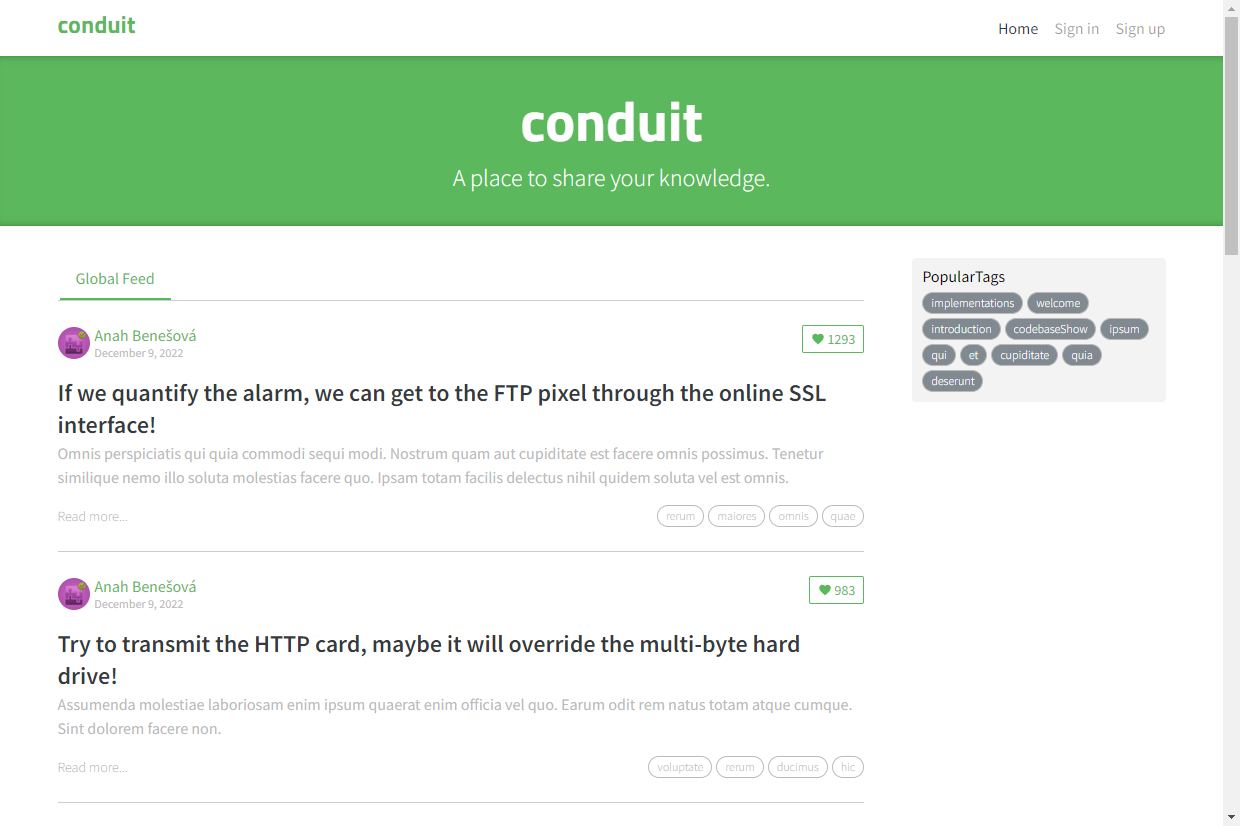 conduit
Home Sign in Sign up
conduit
A place to share your knowledge.
Global Feed
Anah Benešová
December 9, 2022
1293
If we quantify the alarm, we can get to the FTP pixel through the online SSL
interface!
Omnis perspiciatis qui quia commodi sequi modi. Nostrum quam aut cupiditate est facere omnis possimus. Tenetur
similique nemo illo soluta molestias facere quo. Ipsam totam facilis delectus nihil quidem soluta vel est omnis.
Read more...
rerum maiores omnis quae
Anah Benešová
December 9, 2022
983
Try to transmit the HTTP card, maybe it will override the multi-byte hard
drive!
Assumenda molestiae laboriosam enim ipsum quaerat enim officia vel quo. Earum odit rem natus totam atque cumque.
Sint dolorem facere non.
Read more...
voluptate rerum ducimus hic
PopularTags
implementations welcome
introduction codebaseShow ipsum
qui et cupiditate quia
deserunt